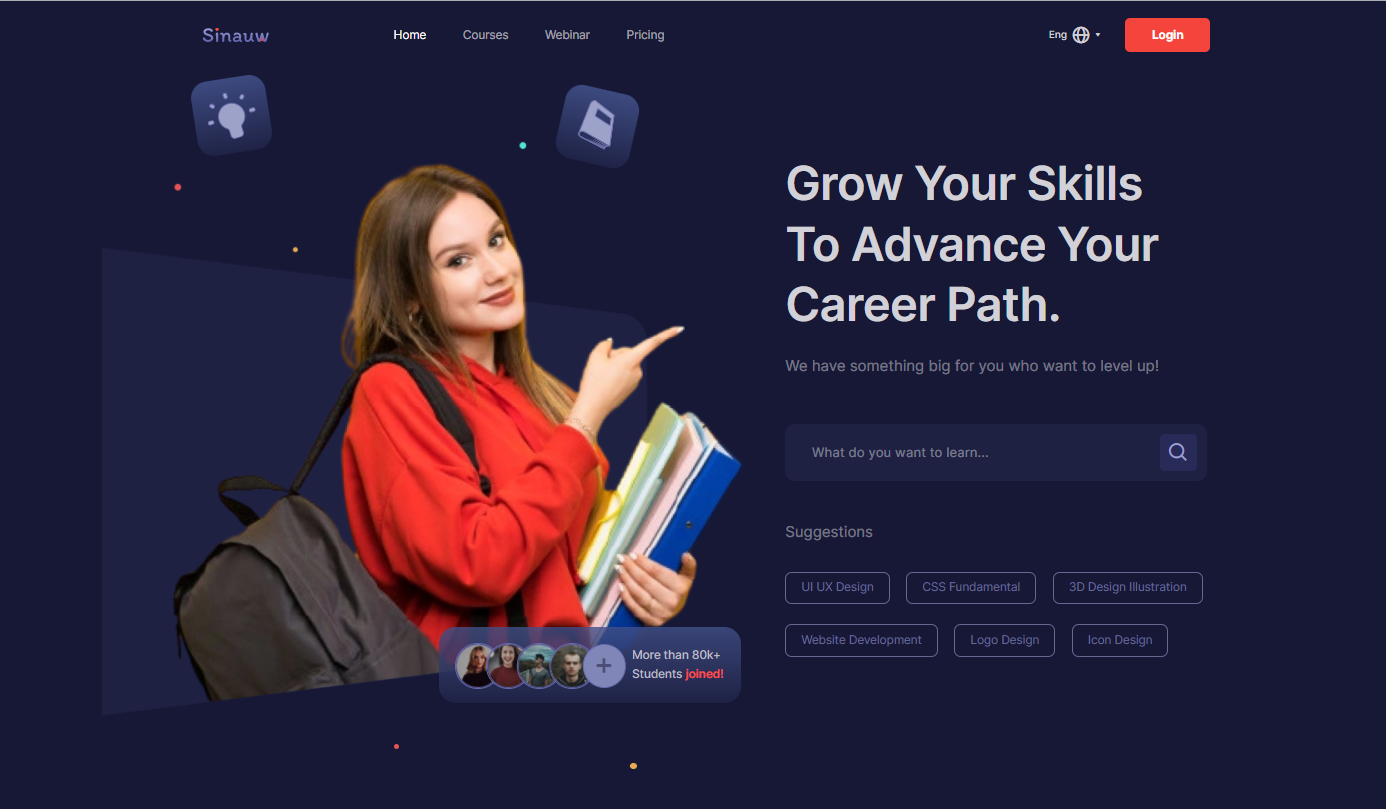 Sinauw
Home
Courses
Webinar
Pricing
Eng
Login
Grow Your Skills
To Advance Your
Career Path.
We have something big for you who want to level up!
What do you want to learn...
Suggestions
UI UX Design
CSS Fundamental
3D Design Illustration
Website Development
Logo Design
Icon Design
More than 80k+
Students joined!